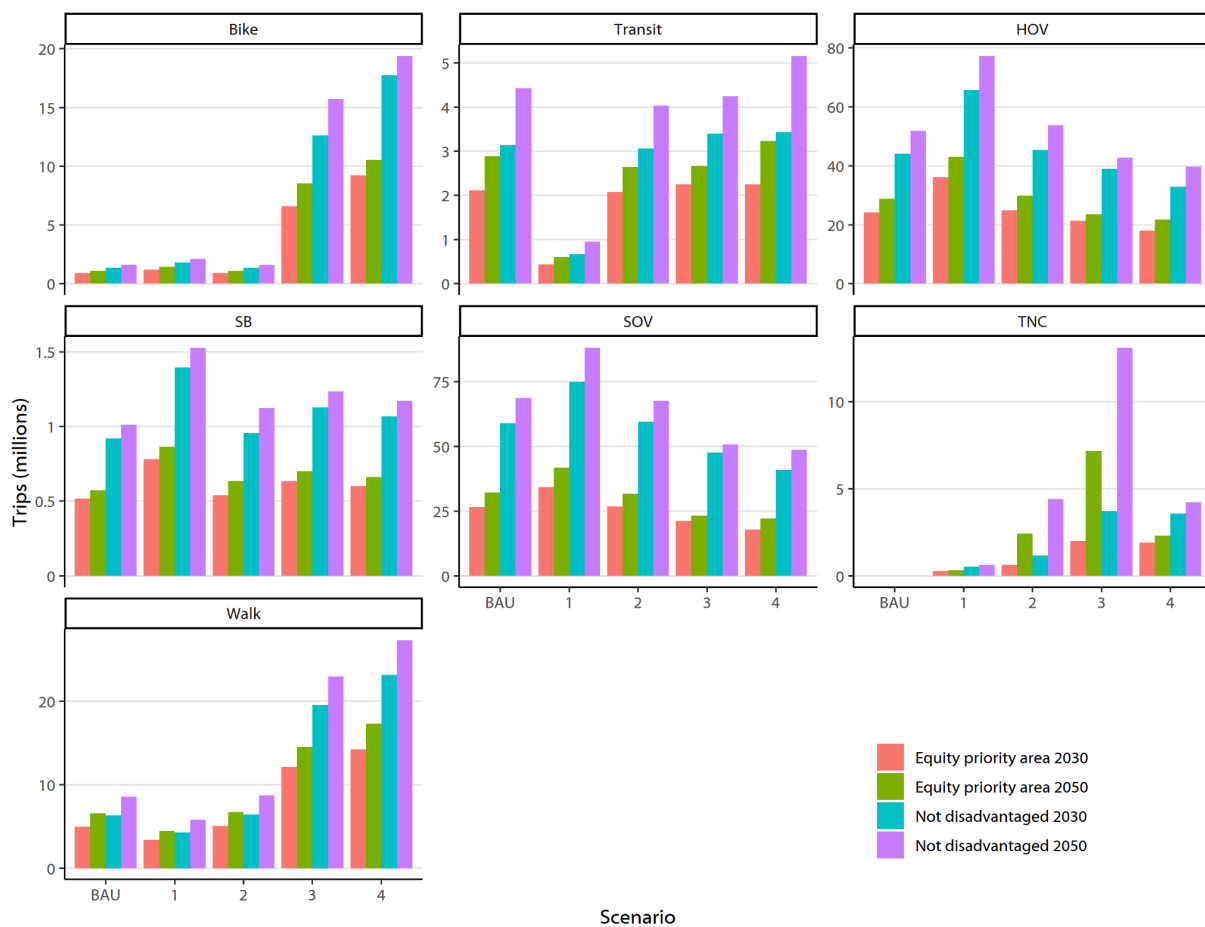 Bike
Transit
HOV
20
15
10
5
0
5
4
3
2
1
0
80
60
40
20
0
SB
SOV
TNC
Trips (millions)
1.5
1
0.5
0
75
50
25
0
10
5
0
BAU 1 2 3 4
BAU 1 2 3 4
Walk
20
10
0
BAU 1 2 3 4
Equity priority area 2030
Equity priority area 2050
Not disadvantaged 2030
Not disadvantaged 2050
Scenario